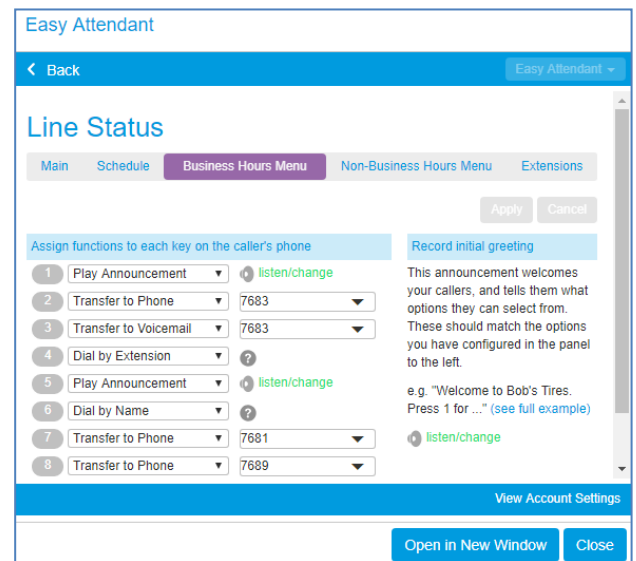 Easy Attendant
Back
Easy Attendant
Line Status
Main Schedule Business Hours Menu Non-Business Hours Menu Extensions
Apply Cancel
Assign functions to each key on the caller's phone
1 Play Announcement listen/change
2 Transfer to Phone 7683
3 Transfer to Voicemail 7683
4 Dial by Extension ?
5 Play Announcement listen/change
6 Dial by Name ?
7 Transfer to Phone 7681
8 Transfer to Phone 7689
Record initial greeting
This announcement welcomes
your callers, and tells them what
options they can select from.
These should match the options
you have configured in the panel
to the left.
e.g. "Welcome to Bob's Tires.
Press 1 for ..." (see full example)
listen/change
View Account Settings
Open in New Window Close